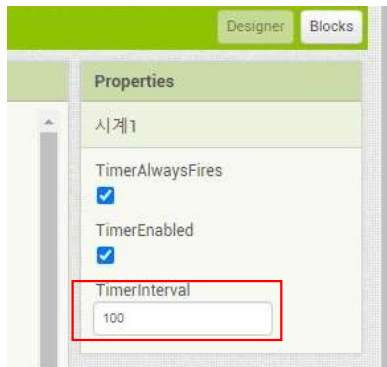 Designer Blocks
Properties
시계1
TimerAlwaysFires
TimerEnabled
TimerInterval
100